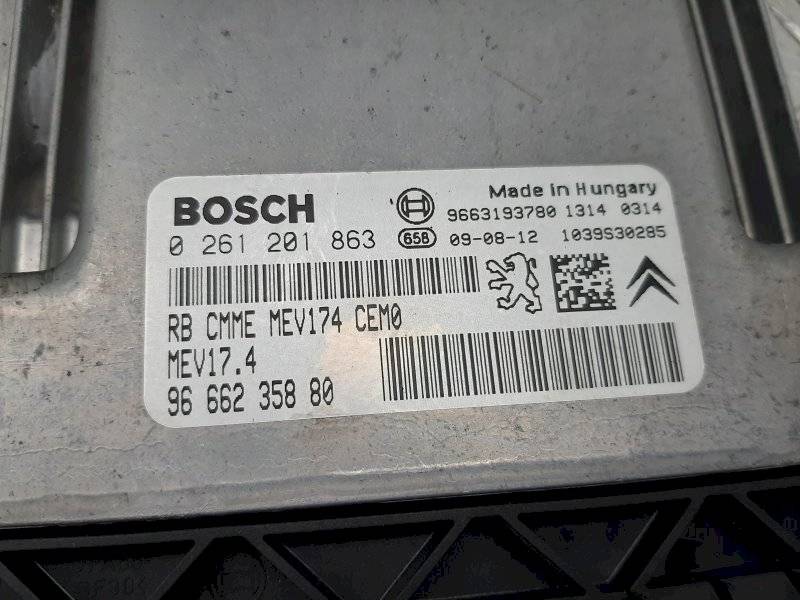 BOSCH
Made in Hungary
9663193780 1314 0314
0 261 201 863
658 09-08-12 1039S30285
RB CMME MEV174 CEM0
MEV17.4
96 662 358 80